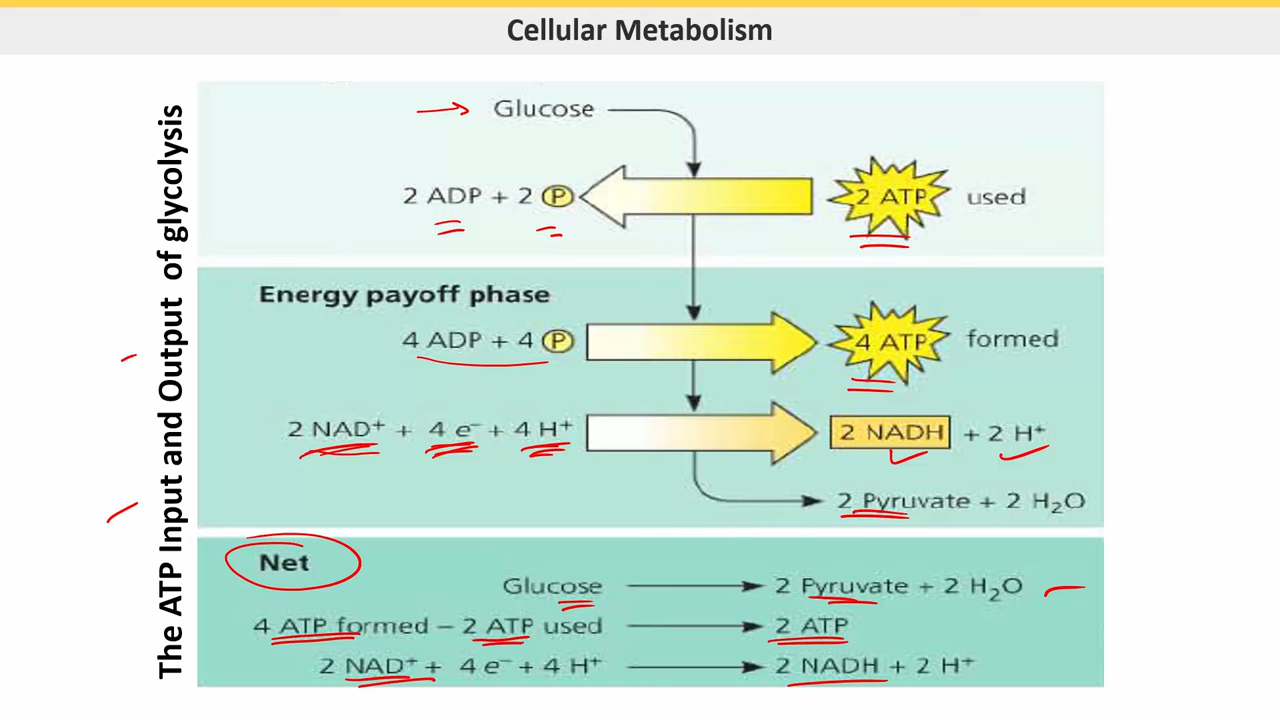 Cellular Metabolism
The ATP Input and Output of glycolysis
Glucose
2 ADP + 2 P
2 ATP used
Energy payoff phase
4 ADP + 4 P
4 ATP formed
2 NAD⁺ + 4 e⁻ + 4 H⁺
2 NADH + 2 H⁺
2 Pyruvate + 2 H₂O
Net
Glucose 2 Pyruvate + 2 H₂O
4 ATP formed – 2 ATP used 2 ATP
2 NAD⁺ + 4 e⁻ + 4 H⁺ 2 NADH + 2 H⁺